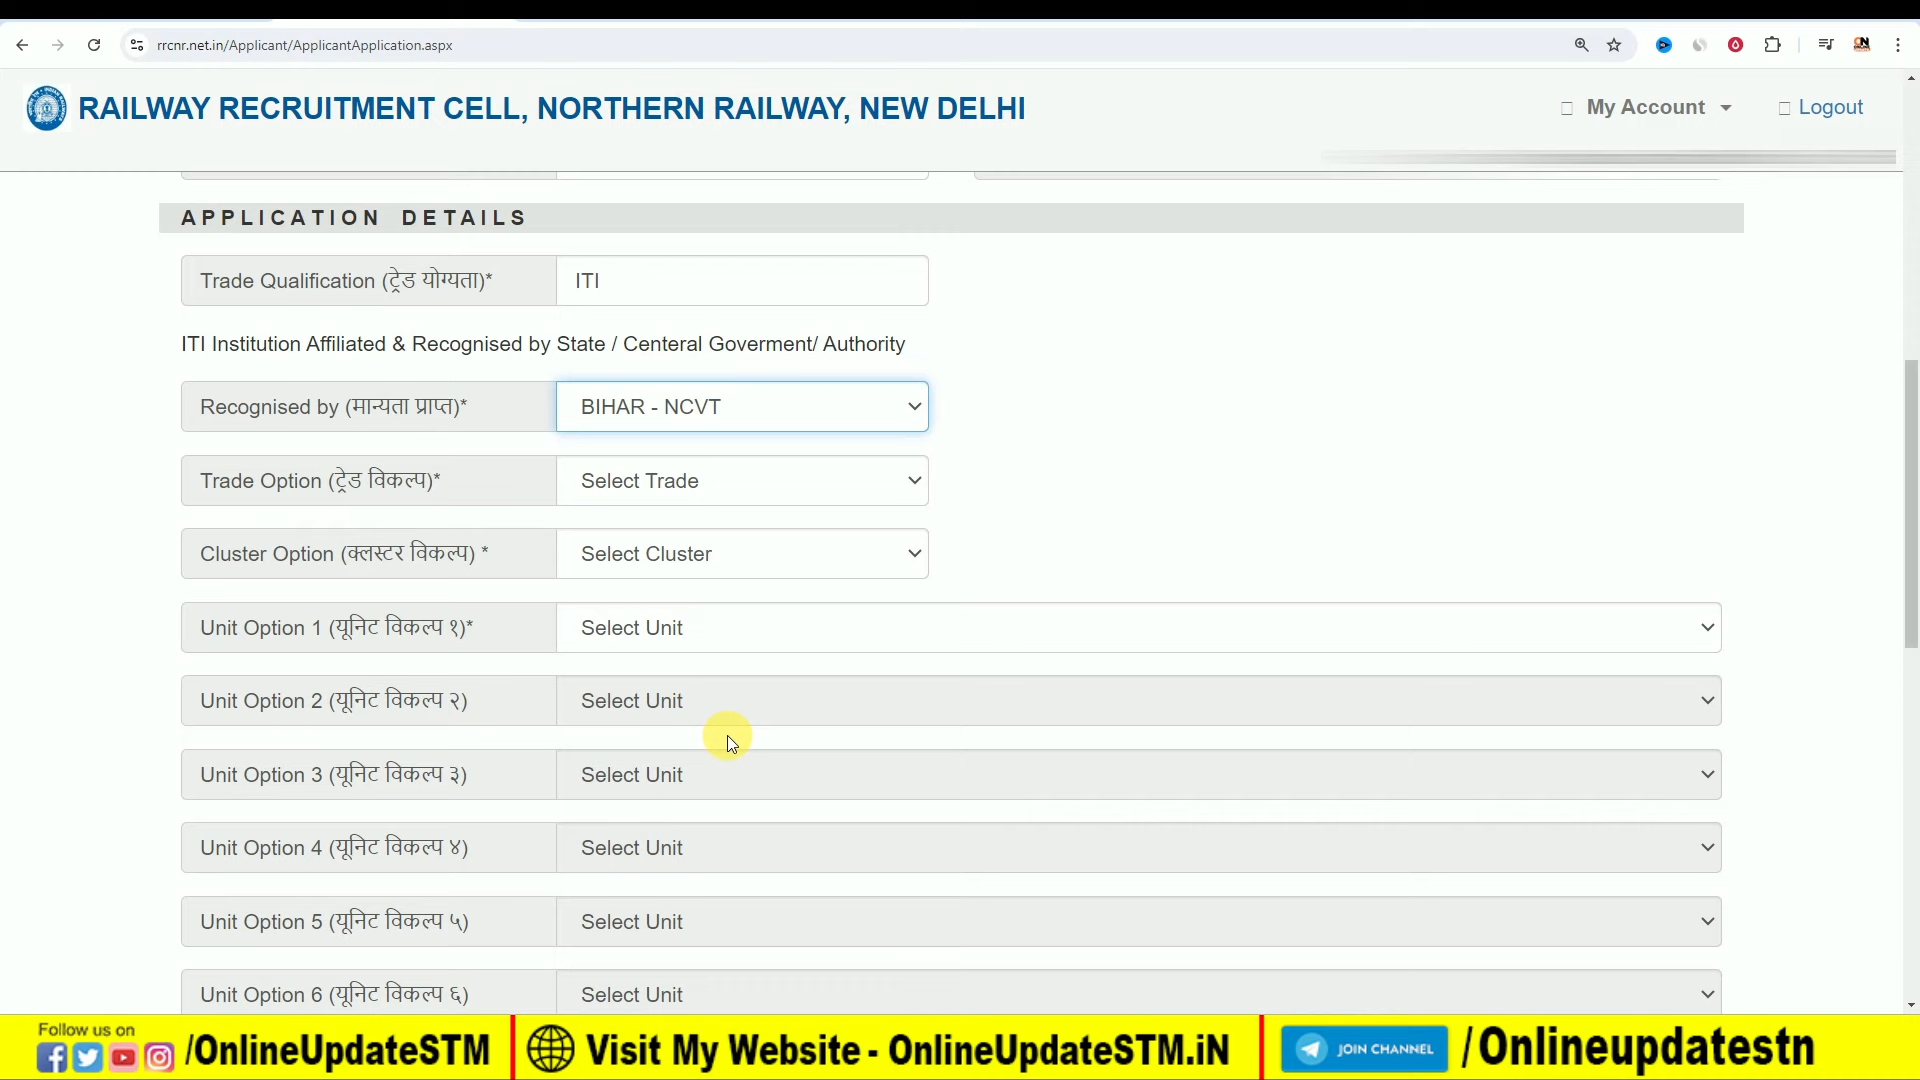 rrcnr.net.in/Applicant/ApplicantApplication.aspx
RAILWAY RECRUITMENT CELL, NORTHERN RAILWAY, NEW DELHI
My Account
Logout
APPLICATION DETAILS
Trade Qualification (ट्रेड योग्यता)* ITI
ITI Institution Affiliated & Recognised by State / Centeral Goverment/ Authority
Recognised by (मान्यता प्राप्त)* BIHAR - NCVT
Trade Option (ट्रेड विकल्प)* Select Trade
Cluster Option (क्लस्टर विकल्प) * Select Cluster
Unit Option 1 (यूनिट विकल्प १)* Select Unit
Unit Option 2 (यूनिट विकल्प २) Select Unit
Unit Option 3 (यूनिट विकल्प ३) Select Unit
Unit Option 4 (यूनिट विकल्प ४) Select Unit
Unit Option 5 (यूनिट विकल्प ५) Select Unit
Unit Option 6 (यूनिट विकल्प ६) Select Unit
Follow us on
/OnlineUpdateSTM
Visit My Website - OnlineUpdateSTM.iN
JOIN CHANNEL
/Onlineupdatestn